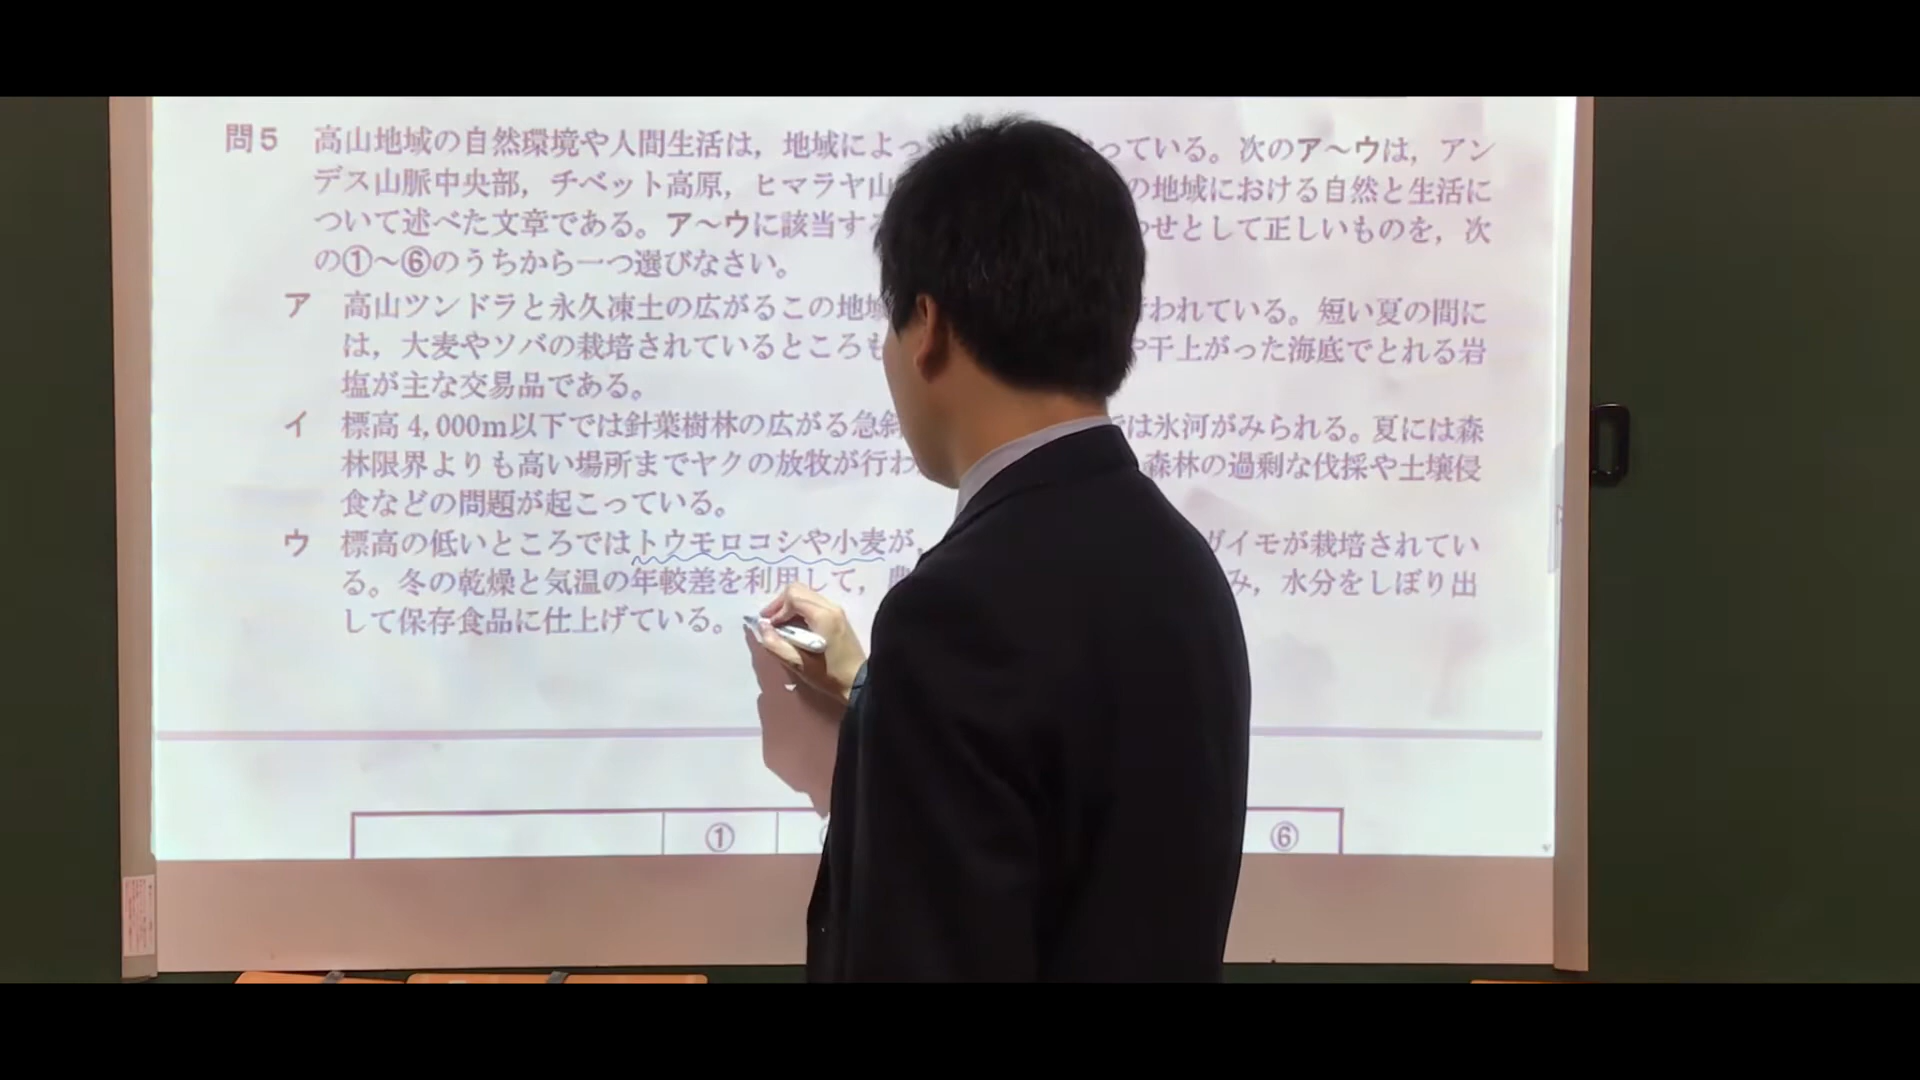 問5 高山地域の自然環境や人間生活は，地域によっ っている。次のア～ウは，アン
デス山脈中央部，チベット高原，ヒマラヤ山 の地域における自然と生活に
ついて述べた文章である。ア～ウに該当す わせとして正しいものを，次
の①～⑥のうちから一つ選びなさい。
ア 高山ツンドラと永久凍土の広がるこの地域 行われている。短い夏の間に
は，大麦やソバの栽培されているところも や干上がった海底でとれる岩
塩が主な交易品である。
イ 標高4,000m以下では針葉樹林の広がる急斜 では氷河がみられる。夏には森
林限界よりも高い場所までヤクの放牧が行わ 森林の過剰な伐採や土壌侵
食などの問題が起こっている。
ウ 標高の低いところではトウモロコシや小麦が， ガイモが栽培されてい
る。冬の乾燥と気温の年較差を利用して， み，水分をしぼり出
して保存食品に仕上げている。
① ⑥